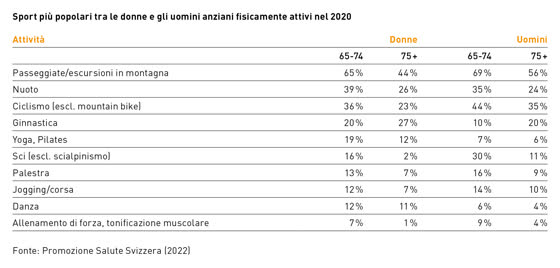 Sport più popolari tra le donne e gli uomini anziani fisicamente attivi nel 2020
Attività Donne Uomini
65-74 75+ 65-74 75+
Passeggiate/escursioni in montagna 65% 44% 69% 56%
Nuoto 39% 26% 35% 24%
Ciclismo (escl. mountain bike) 36% 23% 44% 35%
Ginnastica 20% 27% 10% 20%
Yoga, Pilates 19% 12% 7% 6%
Sci (escl. scialpinismo) 16% 2% 30% 11%
Palestra 13% 7% 16% 9%
Jogging/corsa 12% 7% 14% 10%
Danza 12% 11% 6% 4%
Allenamento di forza, tonificazione muscolare 7% 1% 9% 4%
Fonte: Promozione Salute Svizzera (2022)